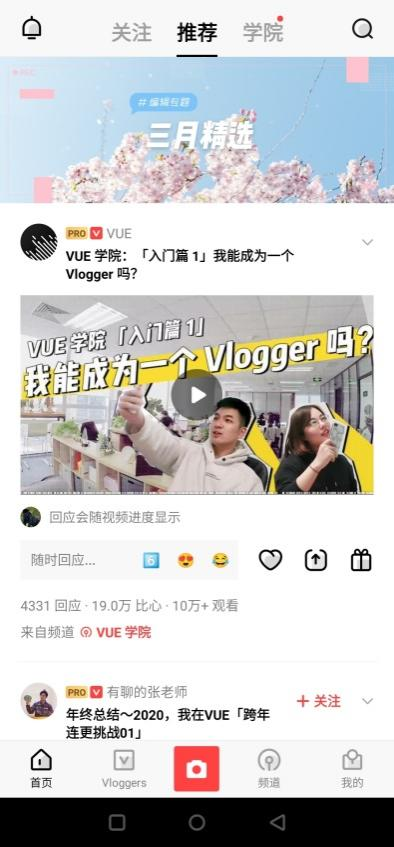 关注 推荐 学院
REC
# 编辑专题
三月精选
PRO V VUE
VUE 学院：「入门篇 1」我能成为一个
Vlogger 吗?
VUE 学院「入门篇 1」
我能成为一个 Vlogger 吗?
回应会随视频进度显示
随时回应... 6
4331 回应 · 19.0万 比心 · 10万+ 观看
来自频道 VUE 学院
PRO V 有聊的张老师
+ 关注
年终总结～2020，我在VUE「跨年
连更挑战01」
首页 Vloggers 频道 我的